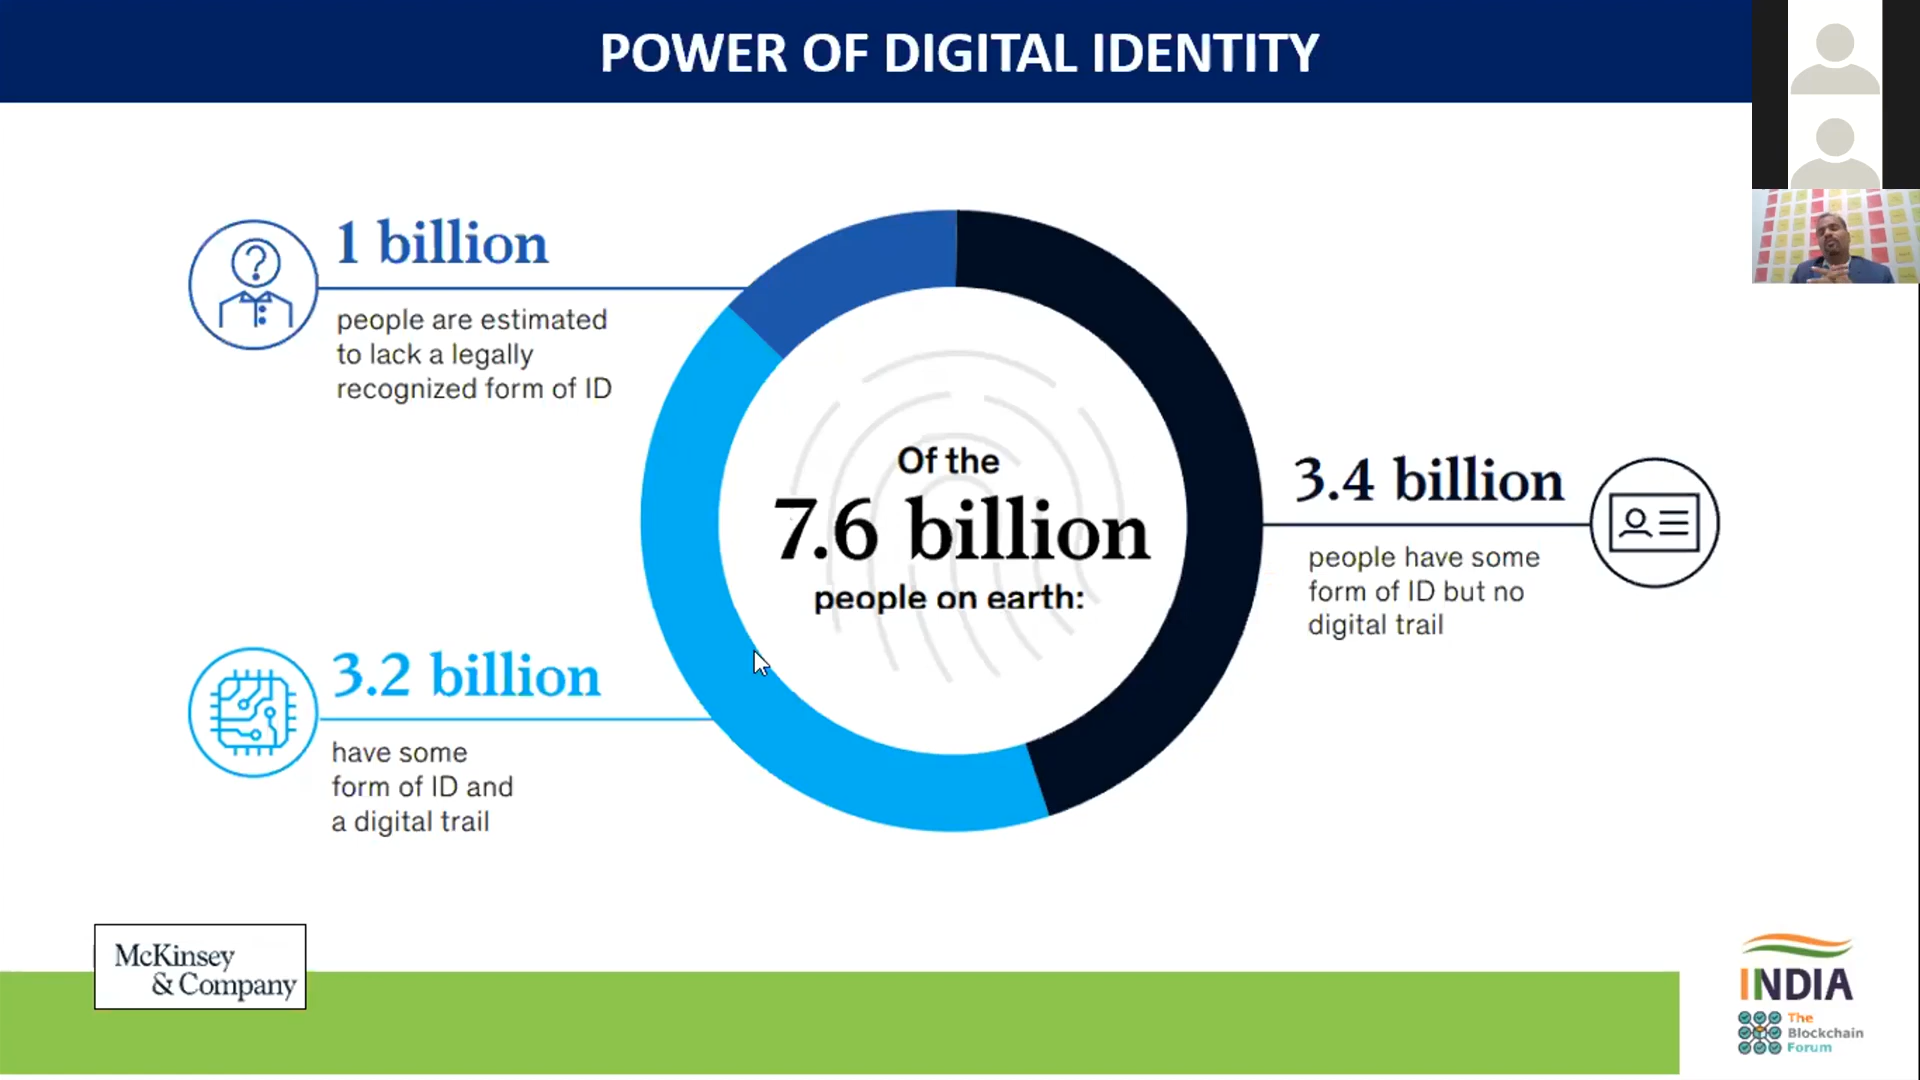 POWER OF DIGITAL IDENTITY
1 billion
people are estimated
to lack a legally
recognized form of ID
Of the
7.6 billion
people on earth:
3.4 billion
people have some
form of ID but no
digital trail
3.2 billion
have some
form of ID and
a digital trail
McKinsey
& Company
INDIA
The
Blockchain
Forum